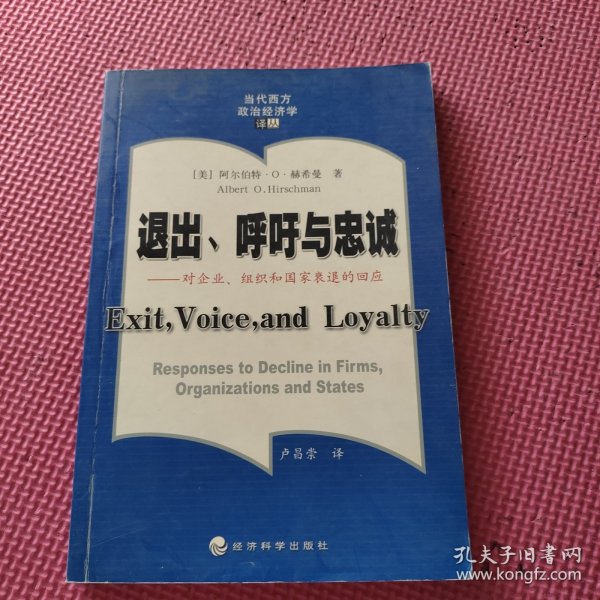 当代西方
政治经济学
译丛
[美] 阿尔伯特·O·赫希曼 著
Albert O.Hirschman
退出、呼吁与忠诚
——对企业、组织和国家衰退的回应
Exit,Voice,and Loyalty
Responses to Decline in Firms,
Organizations and States
卢昌崇 译
经济科学出版社
孔夫子旧书网
www.kongfz.com